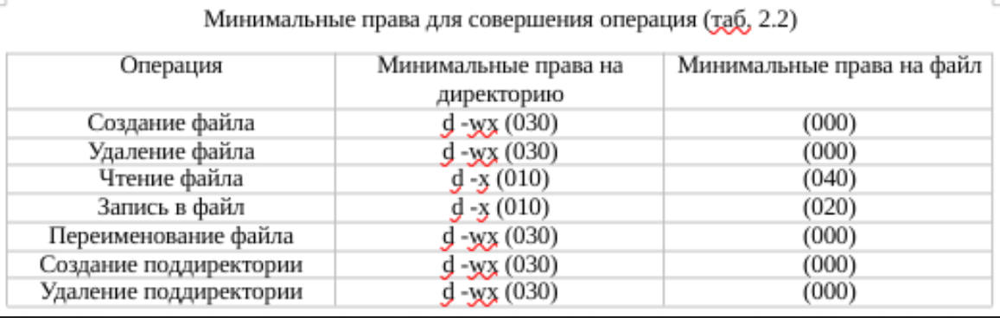 Минимальные права для совершения операция (таб, 2.2)
Операция Минимальные права на директорию Минимальные права на файл
Создание файла d -wx (030) (000)
Удаление файла d -wx (030) (000)
Чтение файла d -x (010) (040)
Запись в файл d -x (010) (020)
Переименование файла d -wx (030) (000)
Создание поддиректории d -wx (030) (000)
Удаление поддиректории d -wx (030) (000)